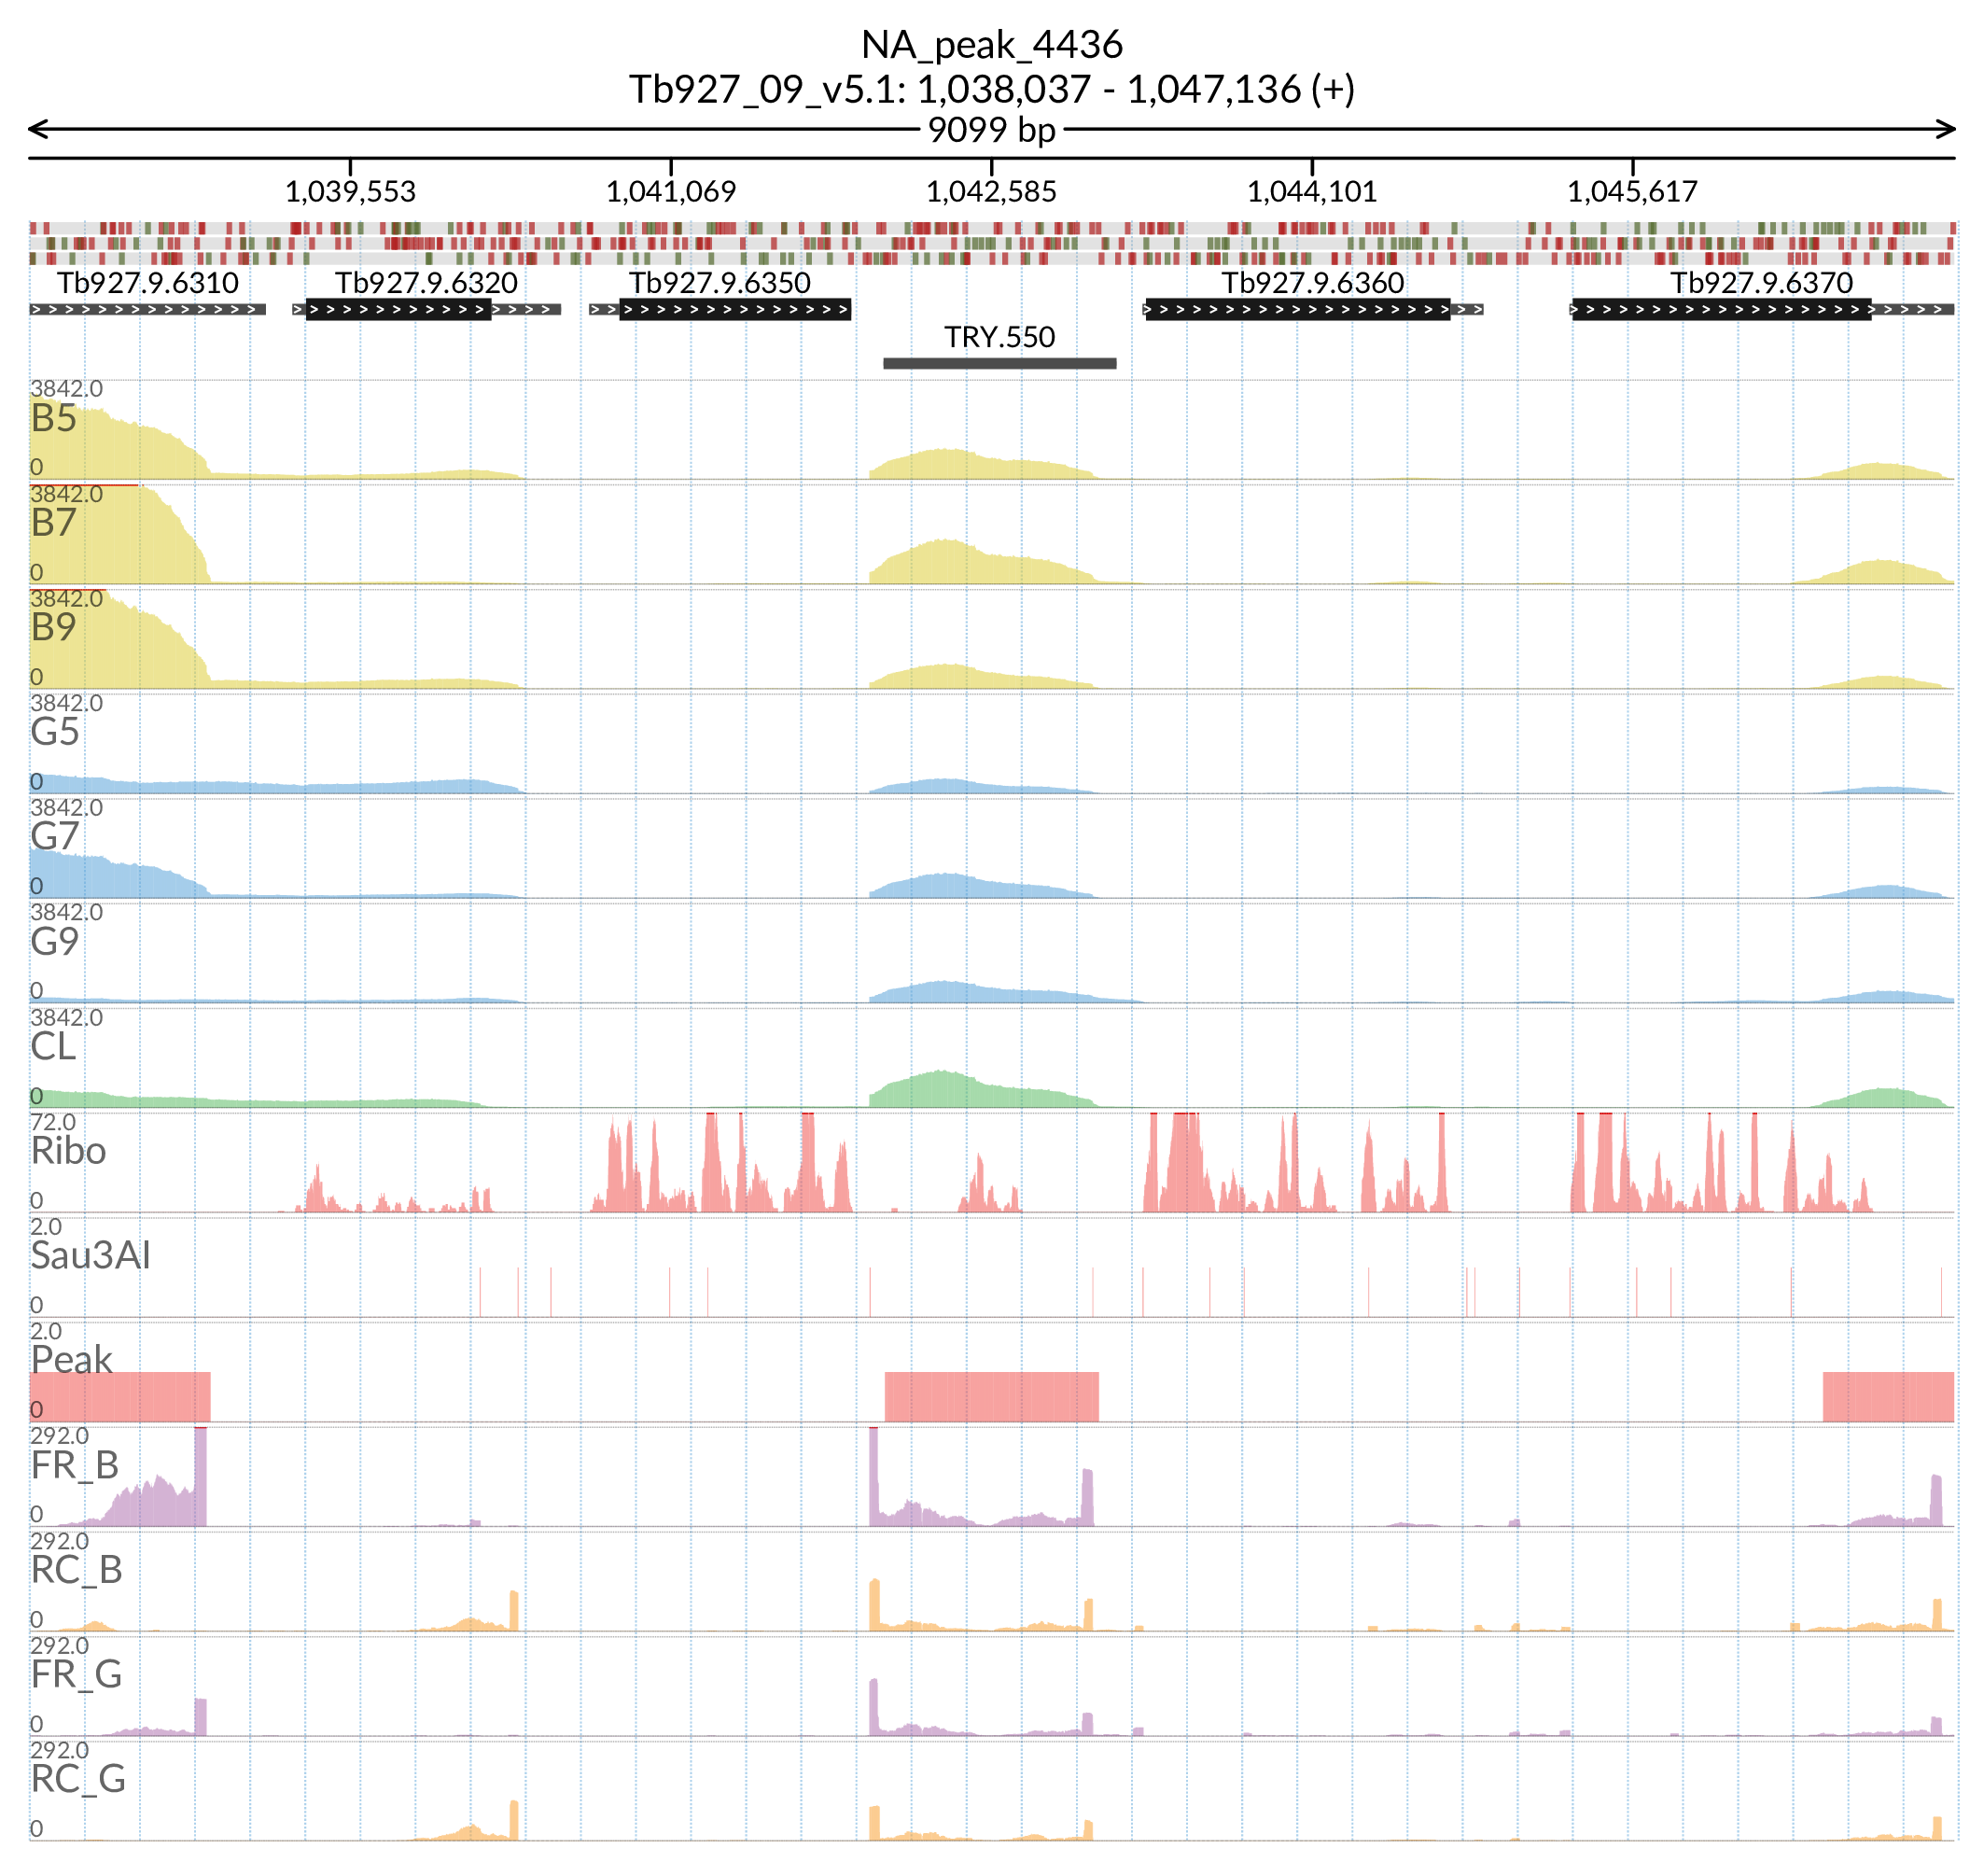 NA_peak_4436
Tb927_09_v5.1: 1,038,037 - 1,047,136 (+)
9099 bp
1,039,553 1,041,069 1,042,585 1,044,101 1,045,617
Tb927.9.6310 Tb927.9.6320 Tb927.9.6350 Tb927.9.6360 Tb927.9.6370
TRY.550
3842.0
B5
0
3842.0
B7
0
3842.0
B9
0
3842.0
G5
0
3842.0
G7
0
3842.0
G9
0
3842.0
CL
0
72.0
Ribo
0
2.0
Sau3AI
0
2.0
Peak
0
292.0
FR_B
0
292.0
RC_B
0
292.0
FR_G
0
292.0
RC_G
0